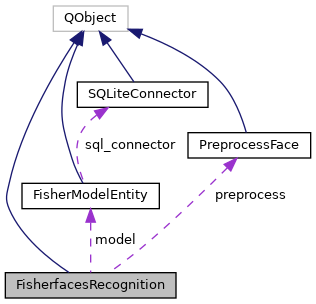 QObject
SQLiteConnector
sql_connector
PreprocessFace
FisherModelEntity
preprocess
model
FisherfacesRecognition